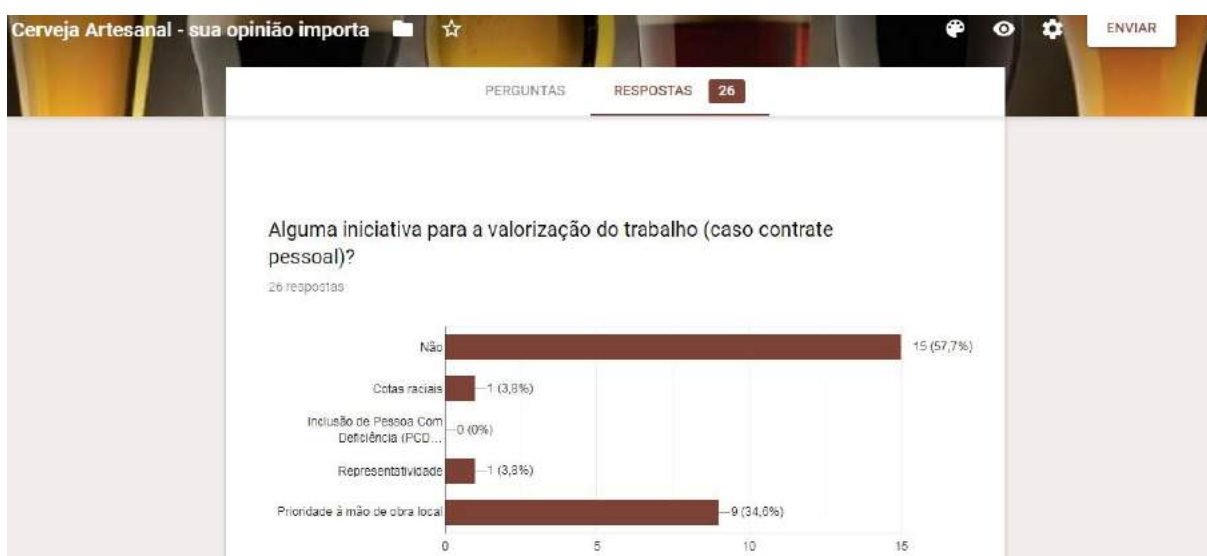 Cerveja Artesanal - sua opinião importa
ENVIAR
PERGUNTAS RESPOSTAS 26
Alguma iniciativa para a valorização do trabalho (caso contrate
pessoal)?
26 respostas
Não
15 (57,7%)
Cotas raciais
1 (3,8%)
Inclusão de Pessoa Com
Deficiência (PCD...
0 (0%)
Representatividade
1 (3,8%)
Prioridade à mão de obra local
9 (34,6%)
0 5 10 15